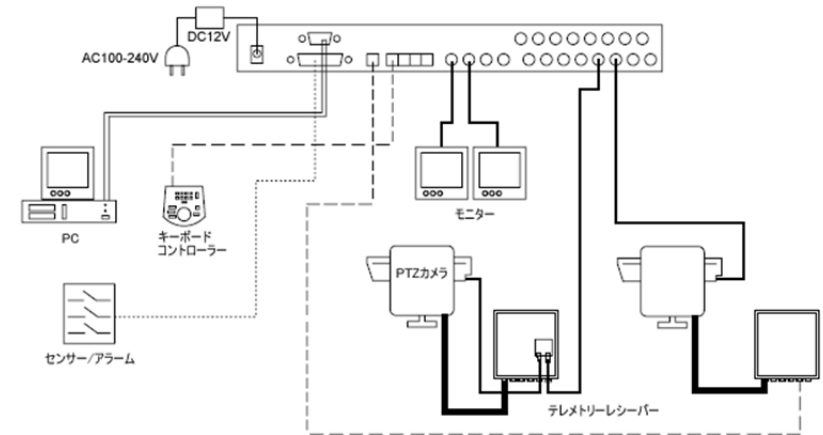 DC12V
AC100-240V
PC
キーボード
コントローラー
モニター
PTZカメラ
センサー/アラーム
テレメトリーレシーバー